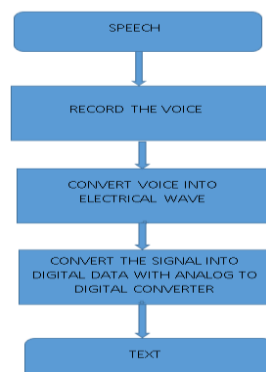 SPEECH
RECORD THE VOICE
CONVERT VOICE INTO
ELECTRICAL WAVE
CONVERT THE SIGNAL INTO
DIGITAL DATA WITH ANALOG TO
DIGITAL CONVERTER
TEXT